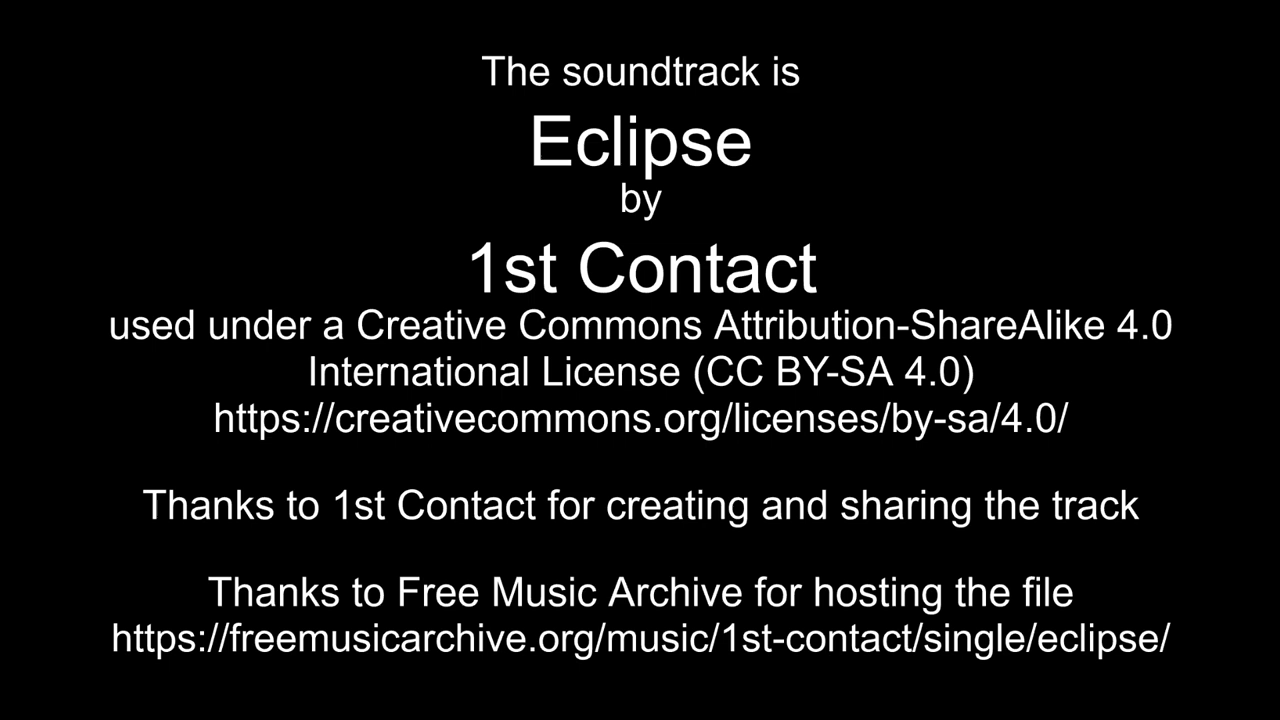 The soundtrack is
Eclipse
by
1st Contact
used under a Creative Commons Attribution-ShareAlike 4.0
International License (CC BY-SA 4.0)
https://creativecommons.org/licenses/by-sa/4.0/
Thanks to 1st Contact for creating and sharing the track
Thanks to Free Music Archive for hosting the file
https://freemusicarchive.org/music/1st-contact/single/eclipse/